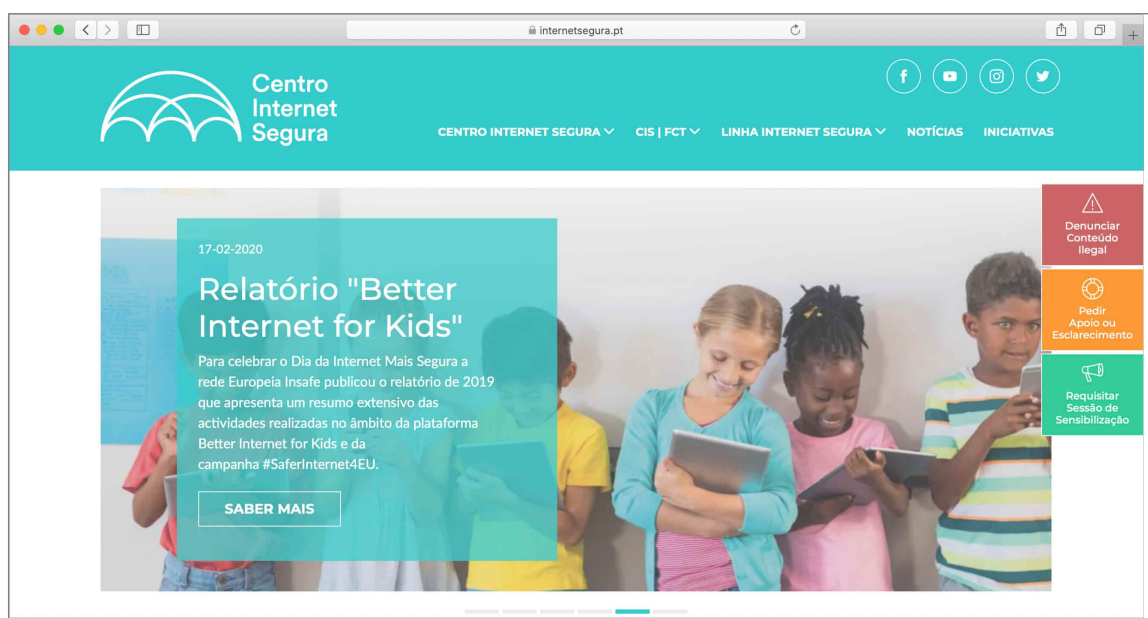 internetsegura.pt
Centro
Internet
Segura
CENTRO INTERNET SEGURA
CIS | FCT
LINHA INTERNET SEGURA
NOTÍCIAS
INICIATIVAS
17-02-2020
Relatório "Better
Internet for Kids"
Para celebrar o Dia da Internet Mais Segura a
rede Europeia Insafe publicou o relatório de 2019
que apresenta um resumo extensivo das
actividades realizadas no âmbito da plataforma
Better Internet for Kids e da
campanha #SaferInternet4EU.
SABER MAIS
Denunciar
Conteúdo
Ilegal
Pedir
Apoio ou
Esclarecimento
Requisitar
Sessão de
Sensibilização